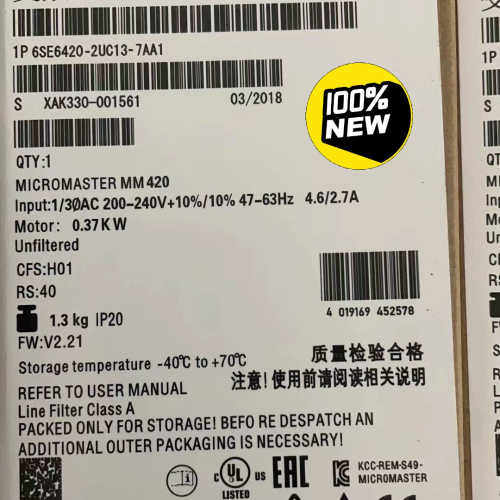 1P 6SE6420-2UC13-7AA1
S XAK330-001561 03/2018
100%
NEW
QTY:1
MICROMASTER MM420
Input:1/3ØAC 200-240V+10%/10% 47-63Hz 4.6/2.7A
Motor: 0.37KW
Unfiltered
CFS:H01
RS:40
4 019169 452578
1.3 kg IP20
FW:V2.21
Storage temperature -40°C to +70°C
质量检验合格
注意!使用前请阅读相关说明
REFER TO USER MANUAL
Line Filter Class A
PACKED ONLY FOR STORAGE! BEFO RE DESPATCH AN
ADDITIONAL OUTER PACKAGING IS NECESSARY!
c UL us
LISTED
EAC
KCC-REM-S49-
MICROMASTER